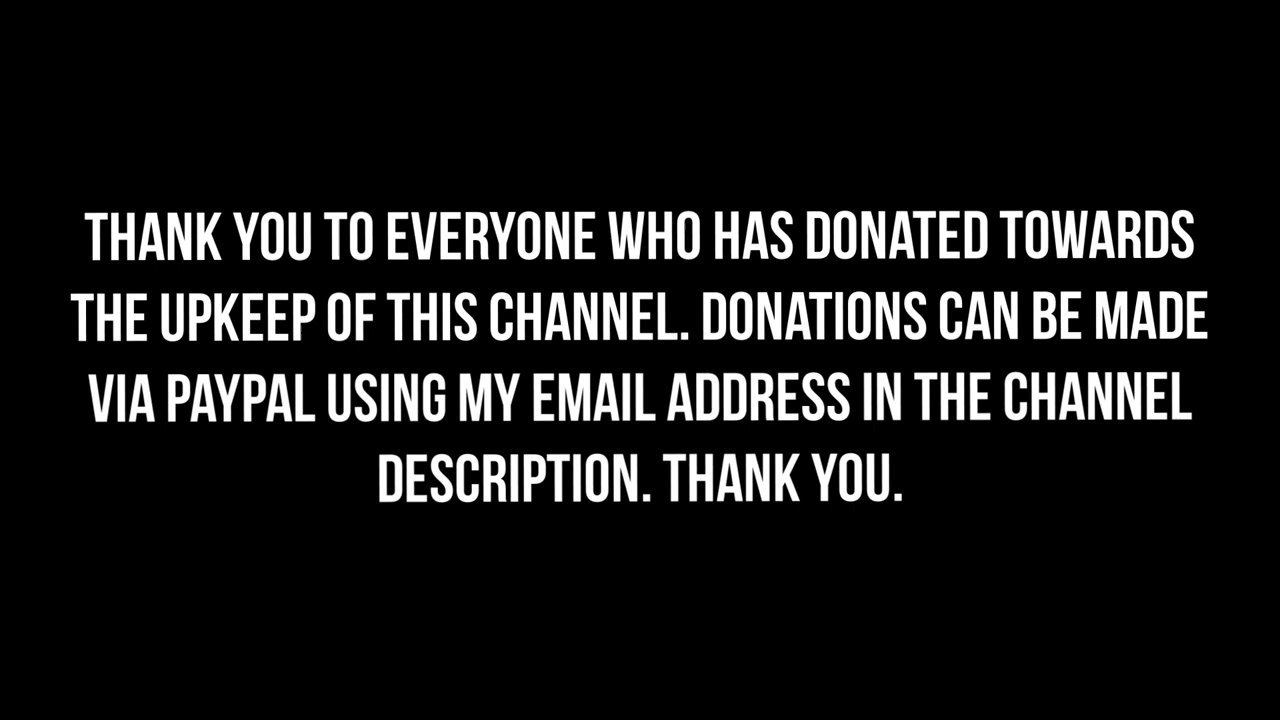 THANK YOU TO EVERYONE WHO HAS DONATED TOWARDS
THE UPKEEP OF THIS CHANNEL. DONATIONS CAN BE MADE
VIA PAYPAL USING MY EMAIL ADDRESS IN THE CHANNEL
DESCRIPTION. THANK YOU.